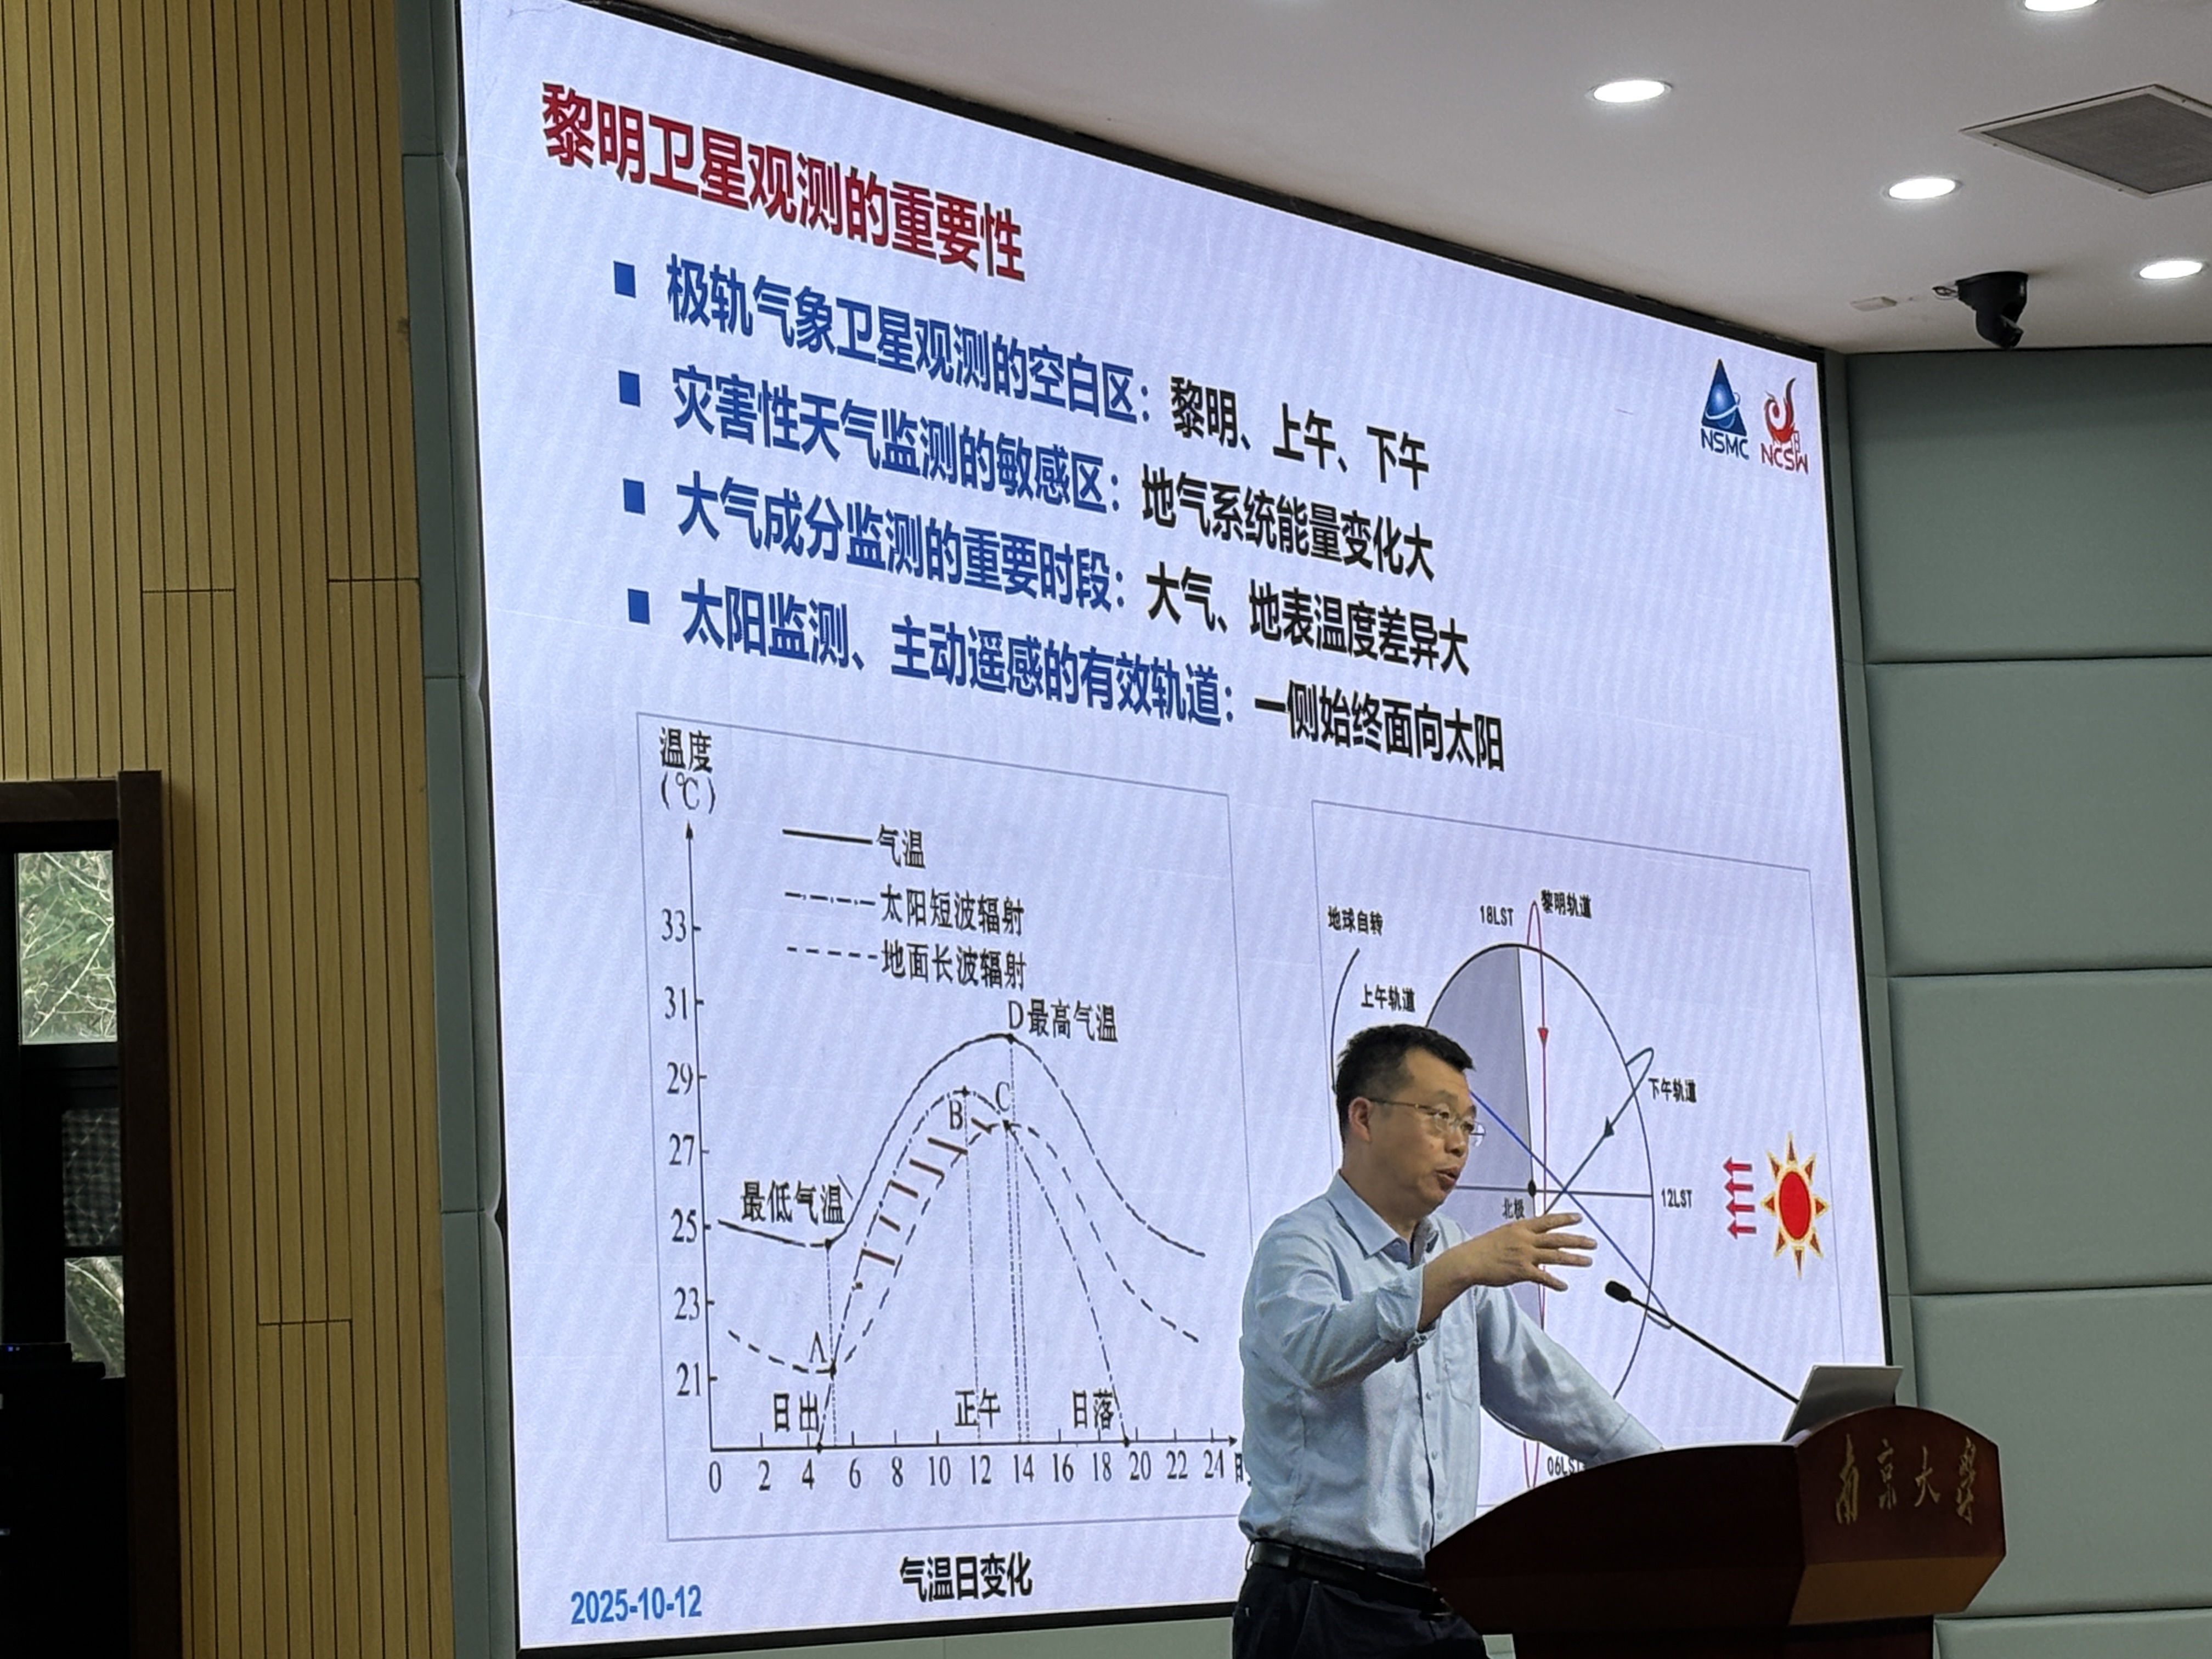 黎明卫星观测的重要性
极轨气象卫星观测的空白区：黎明、上午、下午
灾害性天气监测的敏感区：地气系统能量变化大
大气成分监测的重要时段：大气、地表温度差异大
太阳监测、主动遥感的有效轨道：一侧始终面向太阳
NSMC
NCSW
温度
(℃)
气温
太阳短波辐射
地面长波辐射
33
31
29
27
25
23
21
D最高气温
B
C
最低气温
A
日出
正午
日落
0 2 4 6 8 10 12 14 16 18 20 22 24
气温日变化
地球自转
18LST
黎明轨道
上午轨道
下午轨道
12LST
北极
06LST
2025-10-12
南京大學